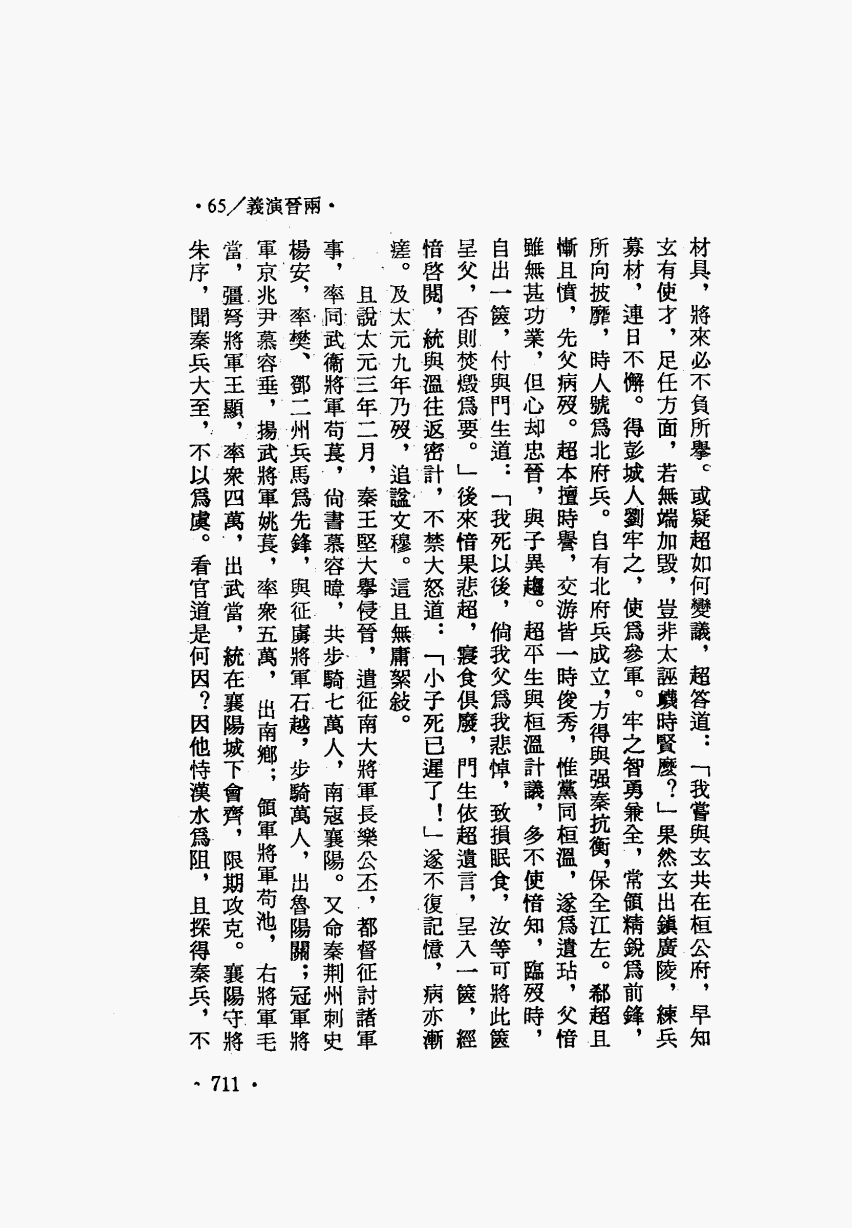 •65／義演晉兩•
材具，將來必不負所舉。或疑超如何變議，超答道：「我嘗與玄共在桓公府，早知
玄有使才，足任方面，若無端加毀，豈非太誣衊時賢麽？」果然玄出鎮廣陵，練兵
募材，連日不懈。得彭城人劉牢之，使爲參軍。牢之智勇兼全，常領精銳爲前鋒，
所向披靡，時人號爲北府兵。自有北府兵成立，方得與强秦抗衡，保全江左。郗超且
慚且憤，先父病歿。超本擅時譽，交游皆一時俊秀，惟黨同桓溫，遂爲遺玷，父愔
雖無甚功業，但心却忠晉，與子異趨。超平生與桓溫計議，多不使愔知，臨歿時，
自出一篋，付與門生道：「我死以後，倘我父爲我悲悼，致損眠食，汝等可將此篋
呈父，否則焚燬爲要。」後來愔果悲超，寢食俱廢，門生依超遺言，呈入一篋，經
愔啓閱，統與溫往返密計，不禁大怒道：「小子死已遲了！」遂不復記憶，病亦漸
瘥。及太元九年乃歿，追諡文穆。這且無庸絮敍。
且說太元三年二月，秦王堅大舉侵晉，遣征南大將軍長樂公丕，都督征討諸軍
事，率同武衞將軍苟萇，尙書慕容暐，共步騎七萬人，南寇襄陽。又命秦荆州刺史
楊安，率樊、鄧二州兵馬爲先鋒，與征虜將軍石越，步騎萬人，出魯陽關；冠軍將
軍京兆尹慕容垂，揚武將軍姚萇，率衆五萬，出南鄉；領軍將軍苟池，右將軍毛
當，彊弩將軍王顯，率衆四萬，出武當，統在襄陽城下會齊，限期攻克。襄陽守將
朱序，聞秦兵大至，不以爲虞。看官道是何因？因他恃漢水爲阻，且探得秦兵，不
•711•